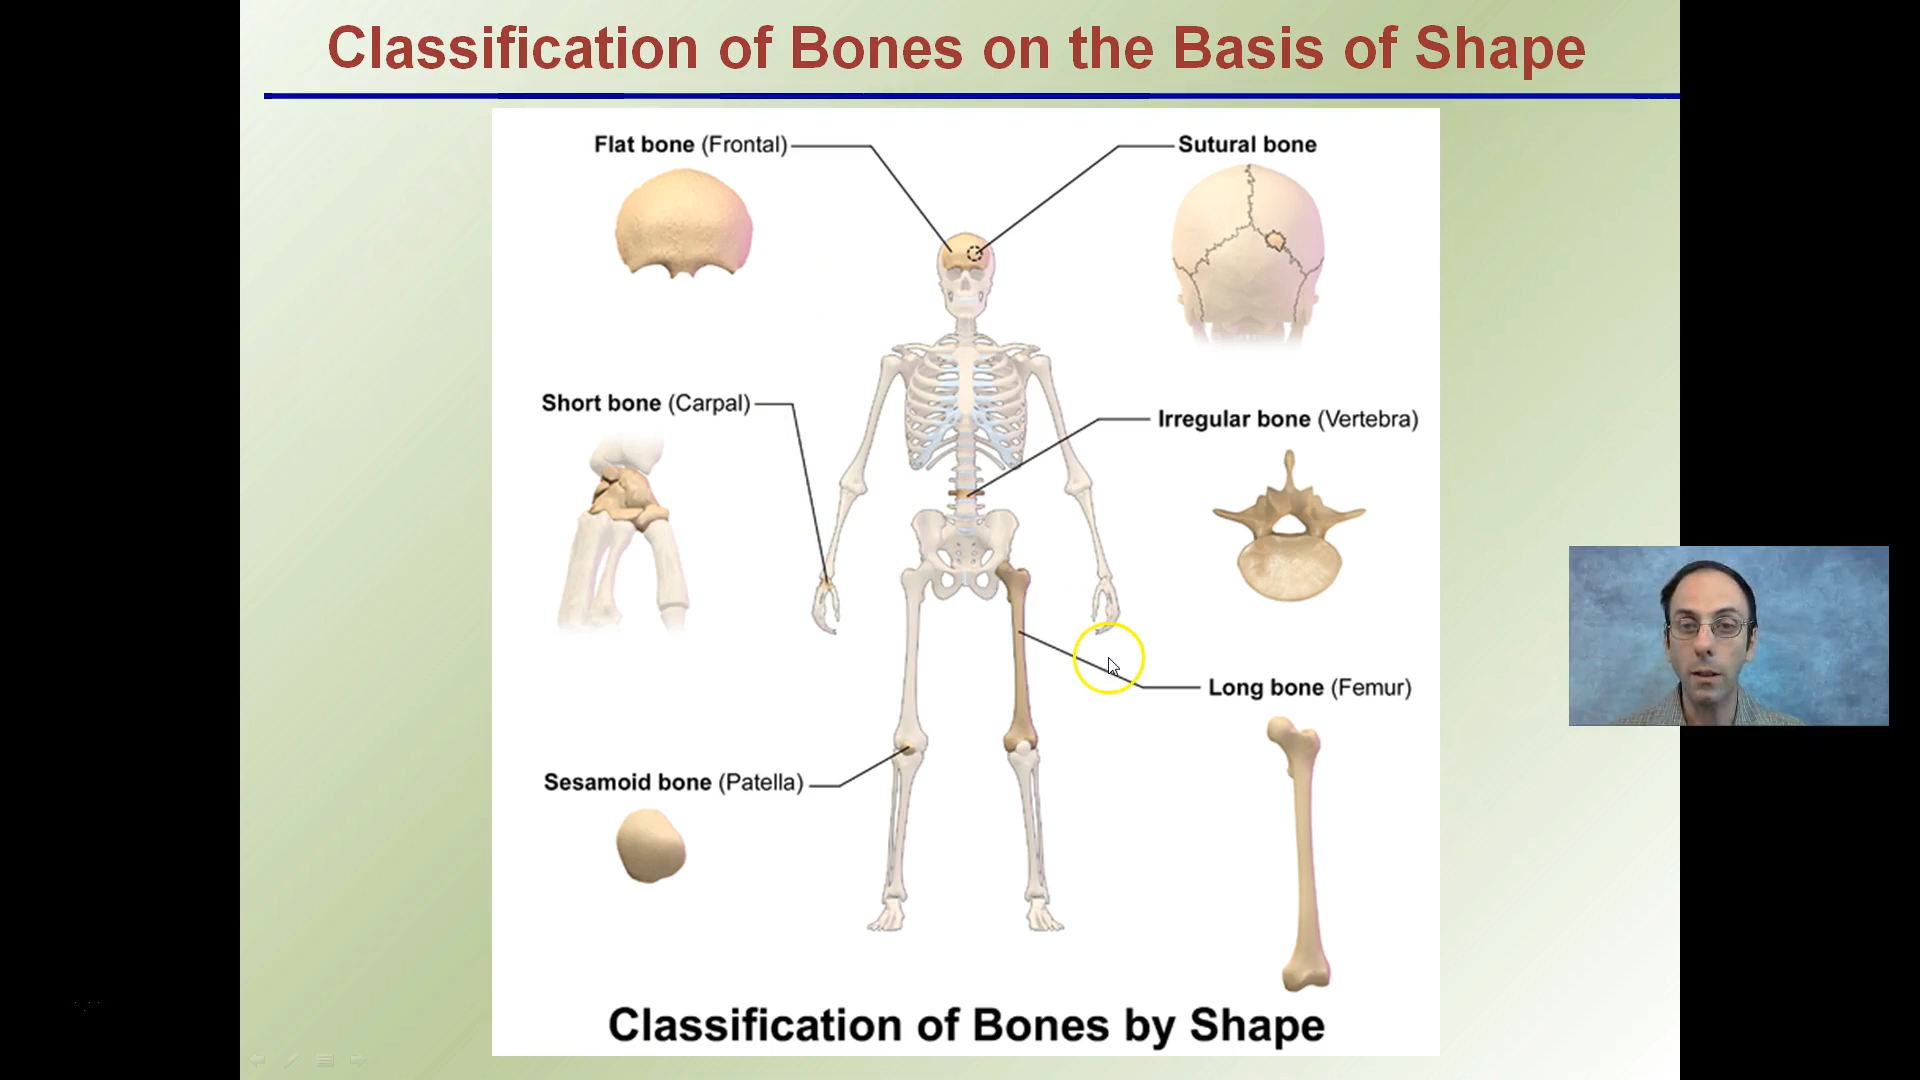 Classification of Bones on the Basis of Shape
Flat bone (Frontal)
Sutural bone
Short bone (Carpal)
Irregular bone (Vertebra)
Long bone (Femur)
Sesamoid bone (Patella)
Classification of Bones by Shape